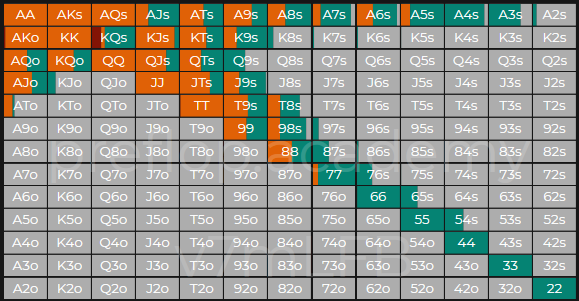 AA AKs AQs AJs ATs A9s A8s A7s A6s A5s A4s A3s A2s
AKo KK KQs KJs KTs K9s K8s K7s K6s K5s K4s K3s K2s
AQo KQo QQ QJs QTs Q9s Q8s Q7s Q6s Q5s Q4s Q3s Q2s
AJo KJo QJo JJ JTs J9s J8s J7s J6s J5s J4s J3s J2s
ATo KTo QTo JTo TT T9s T8s T7s T6s T5s T4s T3s T2s
A9o K9o Q9o J9o T9o 99 98s 97s 96s 95s 94s 93s 92s
A8o K8o Q8o J8o T8o 98o 88 87s 86s 85s 84s 83s 82s
preflop.academy
A7o K7o Q7o J7o T7o 97o 87o 77 76s 75s 74s 73s 72s
A6o K6o Q6o J6o T6o 96o 86o 76o 66 65s 64s 63s 62s
A5o K5o Q5o J5o T5o 95o 85o 75o 65o 55 54s 53s 52s
A4o K4o Q4o J4o T4o 94o 84o 74o 64o 54o 44 43s 42s
A3o K3o Q3o J3o T3o 93o 83o 73o 63o 53o 43o 33 32s
A2o K2o Q2o J2o T2o 92o 82o 72o 62o 52o 42o 32o 22